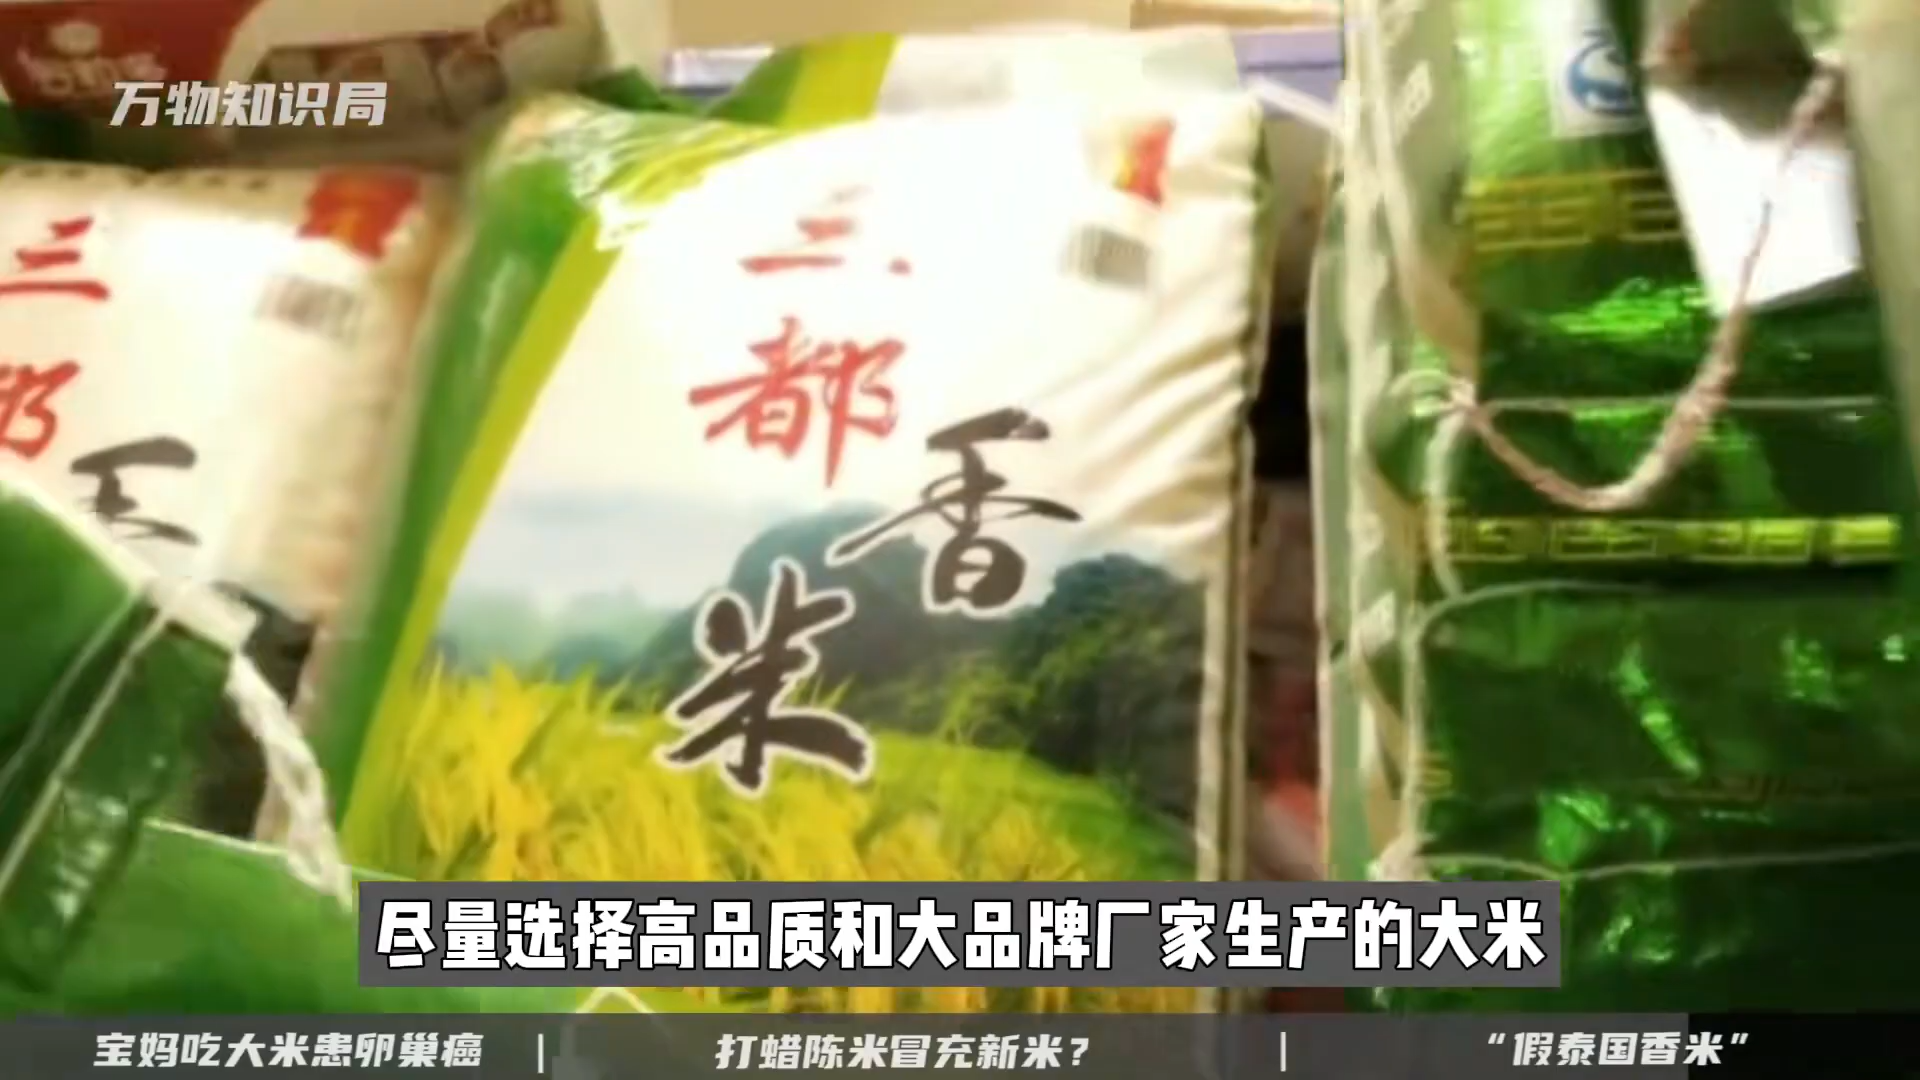 万物知识局
三
都
香
米
三
都
香
尽量选择高品质和大品牌厂家生产的大米
宝妈吃大米患卵巢癌 | 打蜡陈米冒充新米? | “假泰国香米”